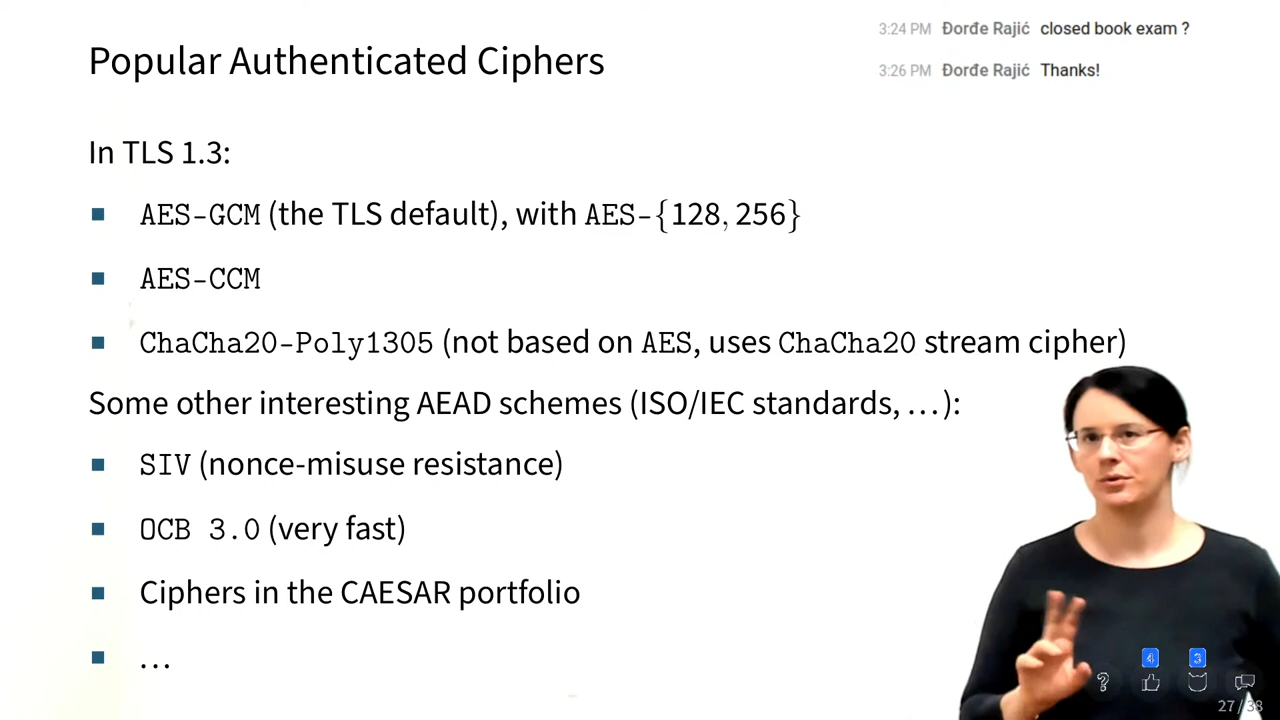 Popular Authenticated Ciphers
3:24 PM Đorđe Rajić closed book exam ?
3:26 PM Đorđe Rajić Thanks!
In TLS 1.3:
■ AES-GCM (the TLS default), with AES-{128, 256}
■ AES-CCM
■ ChaCha20-Poly1305 (not based on AES, uses ChaCha20 stream cipher)
Some other interesting AEAD schemes (ISO/IEC standards, ...):
■ SIV (nonce-misuse resistance)
■ OCB 3.0 (very fast)
■ Ciphers in the CAESAR portfolio
■ ...
4 3
?
27 / 38